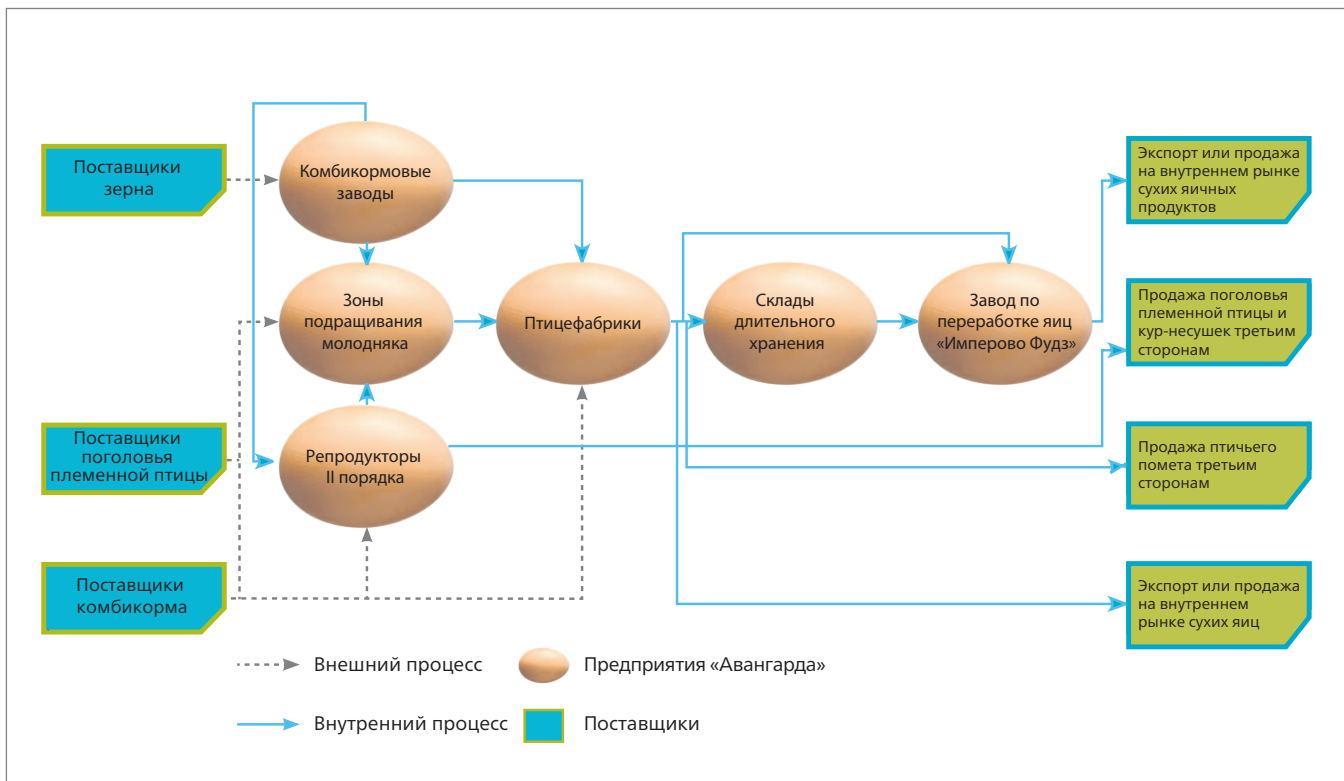 Поставщики
зерна
Комбикормовые
заводы
Экспорт или продажа
на внутреннем рынке
сухих яичных
продуктов
Зоны
подращивания
молодняка
Птицефабрики
Склады
длительного
хранения
Завод по
переработке яиц
«Имперово Фудз»
Продажа поголовья
племенной птицы и
кур-несушек третьим
сторонам
Поставщики
поголовья
племенной птицы
Репродукторы
II порядка
Продажа птичьего
помета третьим
сторонам
Поставщики
комбикорма
Экспорт или продажа
на внутреннем
рынке сухих яиц
Внешний процесс
Предприятия «Авангарда»
Внутренний процесс
Поставщики